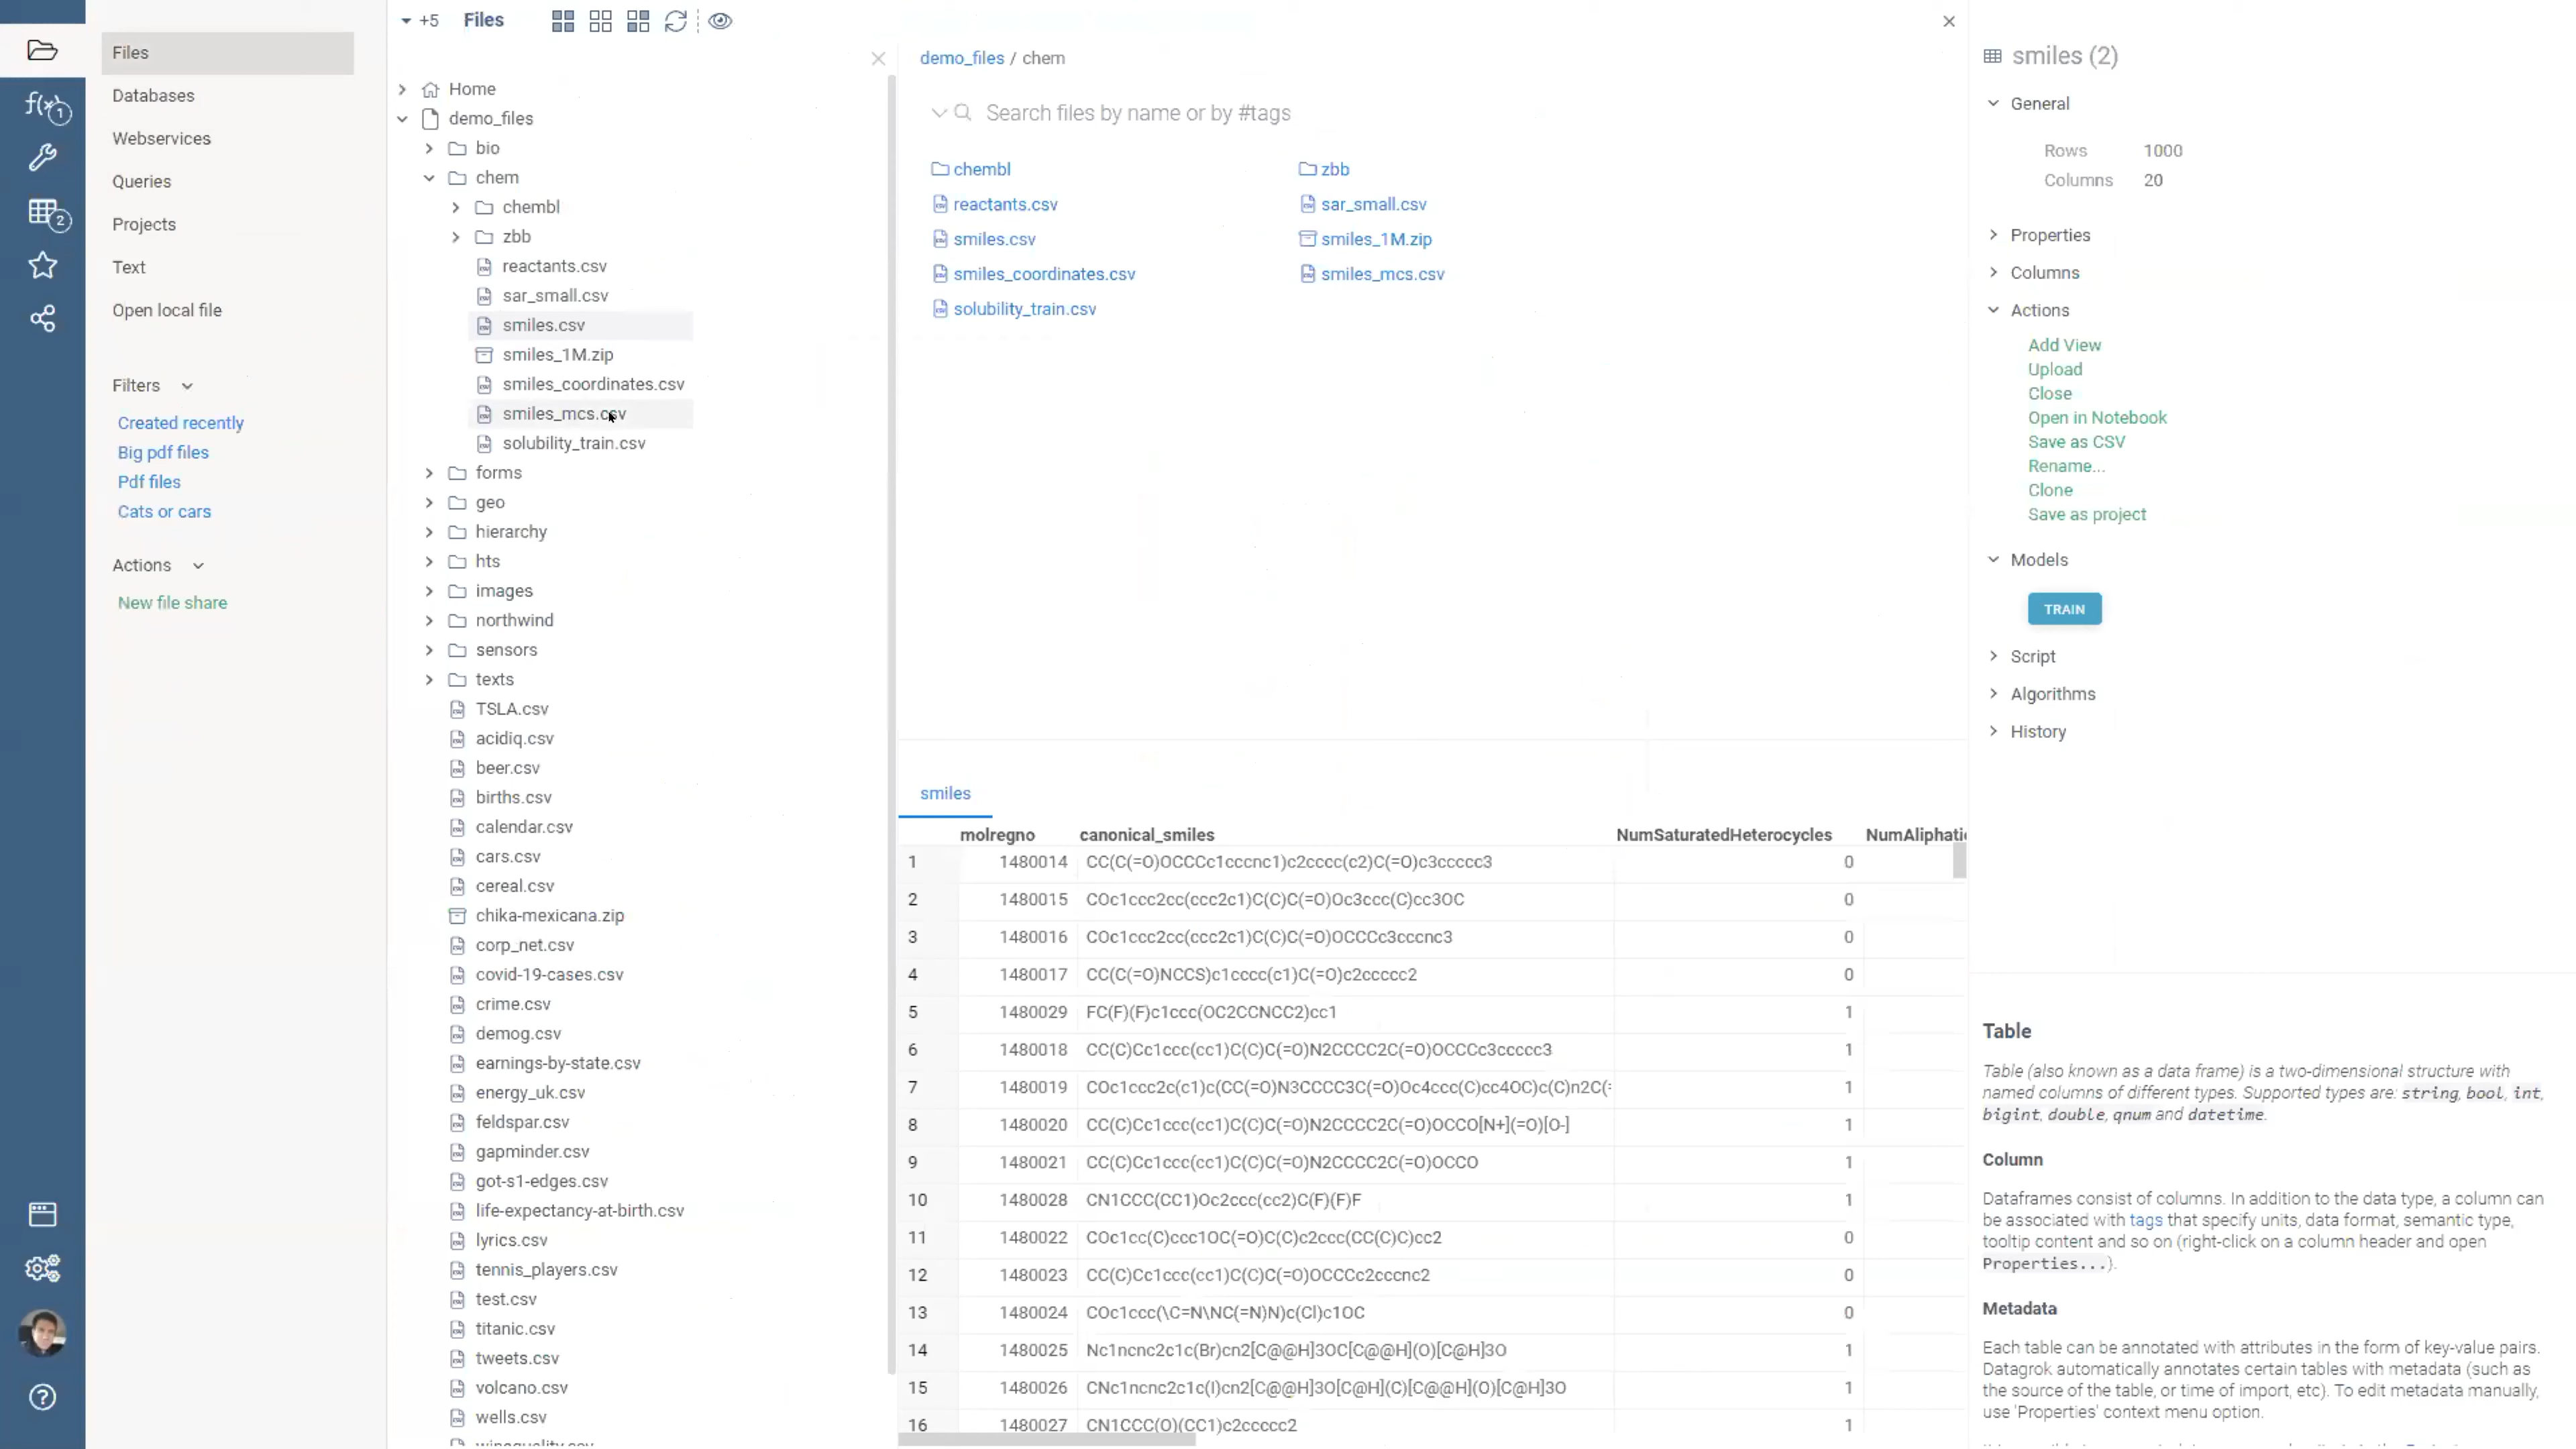 +5 Files
1
2
Files
Databases
Webservices
Queries
Projects
Text
Open local file
Filters
Created recently
Big pdf files
Pdf files
Cats or cars
Actions
New file share
Home
demo_files
bio
chem
chembl
zbb
reactants.csv
sar_small.csv
smiles.csv
smiles_1M.zip
smiles_coordinates.csv
smiles_mcs.csv
solubility_train.csv
forms
geo
hierarchy
hts
images
northwind
sensors
texts
TSLA.csv
acidiq.csv
beer.csv
births.csv
calendar.csv
cars.csv
cereal.csv
chika-mexicana.zip
corp_net.csv
covid-19-cases.csv
crime.csv
demog.csv
earnings-by-state.csv
energy_uk.csv
feldspar.csv
gapminder.csv
got-s1-edges.csv
life-expectancy-at-birth.csv
lyrics.csv
tennis_players.csv
test.csv
titanic.csv
tweets.csv
volcano.csv
wells.csv
demo_files / chem
Search files by name or by #tags
chembl zbb
reactants.csv sar_small.csv
smiles.csv smiles_1M.zip
smiles_coordinates.csv smiles_mcs.csv
solubility_train.csv
smiles
molregno canonical_smiles NumSaturatedHeterocycles NumAliphati
1 1480014 CC(C(=O)OCCCc1cccnc1)c2cccc(c2)C(=O)c3ccccc3 0
2 1480015 COc1ccc2cc(ccc2c1)C(C)C(=O)Oc3ccc(C)cc3OC 0
3 1480016 COc1ccc2cc(ccc2c1)C(C)C(=O)OCCCc3cccnc3 0
4 1480017 CC(C(=O)NCCS)c1cccc(c1)C(=O)c2ccccc2 0
5 1480029 FC(F)(F)c1ccc(OC2CCNCC2)cc1 1
6 1480018 CC(C)Cc1ccc(cc1)C(C)C(=O)N2CCCC2C(=O)OCCCc3ccccc3 1
7 1480019 COc1ccc2c(c1)c(CC(=O)N3CCCC3C(=O)Oc4ccc(C)cc4OC)c(C)n2C(= 1
8 1480020 CC(C)Cc1ccc(cc1)C(C)C(=O)N2CCCC2C(=O)OCCO[N+](=O)[O-] 1
9 1480021 CC(C)Cc1ccc(cc1)C(C)C(=O)N2CCCC2C(=O)OCCO 1
10 1480028 CN1CCC(CC1)Oc2ccc(cc2)C(F)(F)F 1
11 1480022 COc1cc(C)ccc1OC(=O)C(C)c2ccc(CC(C)C)cc2 0
12 1480023 CC(C)Cc1ccc(cc1)C(C)C(=O)OCCCc2cccnc2 0
13 1480024 COc1ccc(\C=N\NC(=N)N)c(Cl)c1OC 0
14 1480025 Nc1ncnc2c1c(Br)cn2[C@@H]3OC[C@@H](O)[C@H]3O 1
15 1480026 CNc1ncnc2c1c(I)cn2[C@@H]3O[C@H](C)[C@@H](O)[C@H]3O 1
16 1480027 CN1CCC(O)(CC1)c2ccccc2 1
smiles (2)
General
Rows 1000
Columns 20
Properties
Columns
Actions
Add View
Upload
Close
Open in Notebook
Save as CSV
Rename...
Clone
Save as project
Models
TRAIN
Script
Algorithms
History
Table
Table (also known as a data frame) is a two-dimensional structure with
named columns of different types. Supported types are: string, bool, int,
bigint, double, qnum and datetime.
Column
Dataframes consist of columns. In addition to the data type, a column can
be associated with tags that specify units, data format, semantic type,
tooltip content and so on (right-click on a column header and open
Properties...).
Metadata
Each table can be annotated with attributes in the form of key-value pairs.
Datagrok automatically annotates certain tables with metadata (such as
the source of the table, or time of import, etc). To edit metadata manually,
use 'Properties' context menu option.